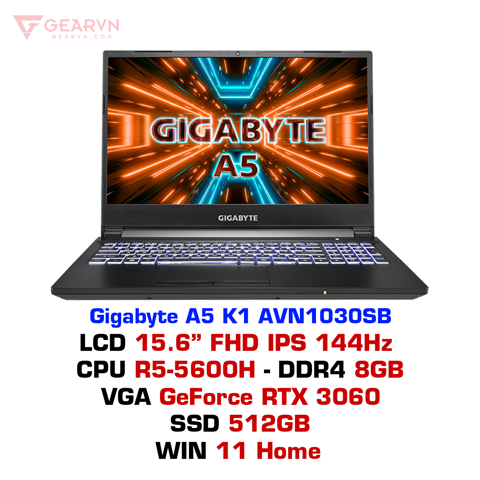 GEARVN
GEARVN.COM
GIGABYTE
A5
GIGABYTE
Gigabyte A5 K1 AVN1030SB
LCD 15.6” FHD IPS 144Hz
CPU R5-5600H - DDR4 8GB
VGA GeForce RTX 3060
SSD 512GB
WIN 11 Home